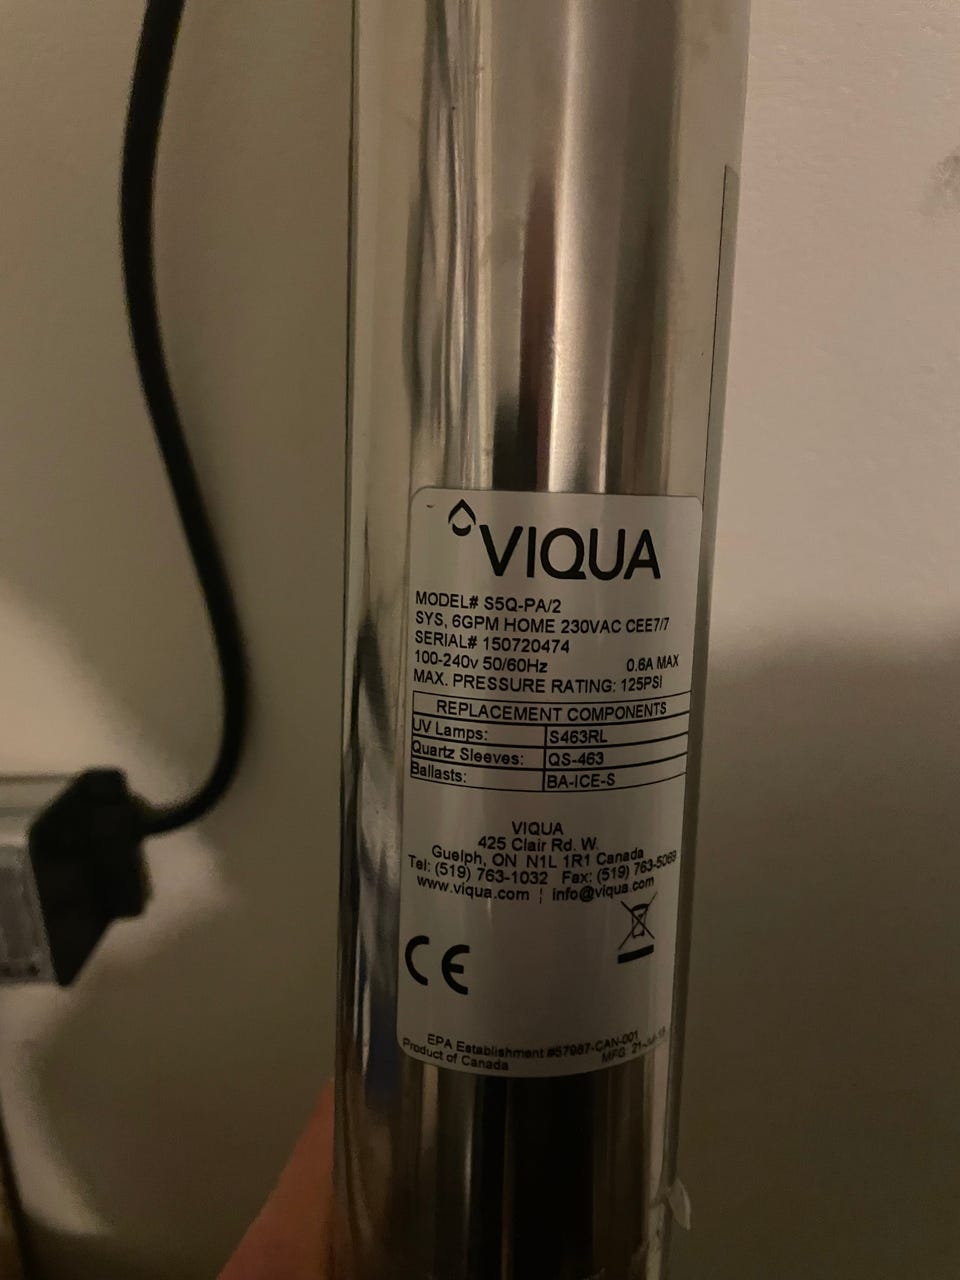 VIQUA
MODEL# S5Q-PA/2
SYS, 6GPM HOME 230VAC CEE7/7
SERIAL# 150720474
100-240v 50/60Hz 0.6A MAX
MAX. PRESSURE RATING: 125PSI
REPLACEMENT COMPONENTS
UV Lamps: S463RL
Quartz Sleeves: QS-463
Ballasts: BA-ICE-S
VIQUA
425 Clair Rd. W.
Guelph, ON N1L 1R1 Canada
Tel: (519) 763-1032 Fax: (519) 763-5069
www.viqua.com ¦ info@viqua.com
CE
EPA Establishment #57987-CAN-001
Product of Canada MFG: